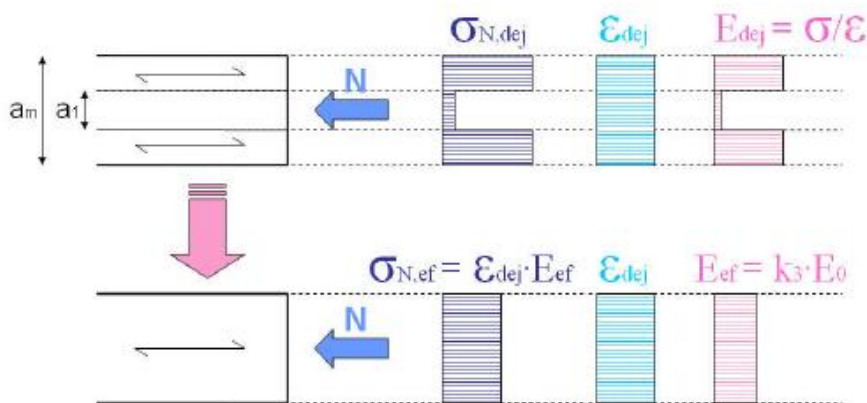 σN,dej εdej Edej = σ/ε
N
am a1
σN,ef = εdej·Eef εdej Eef = k3·E0
N